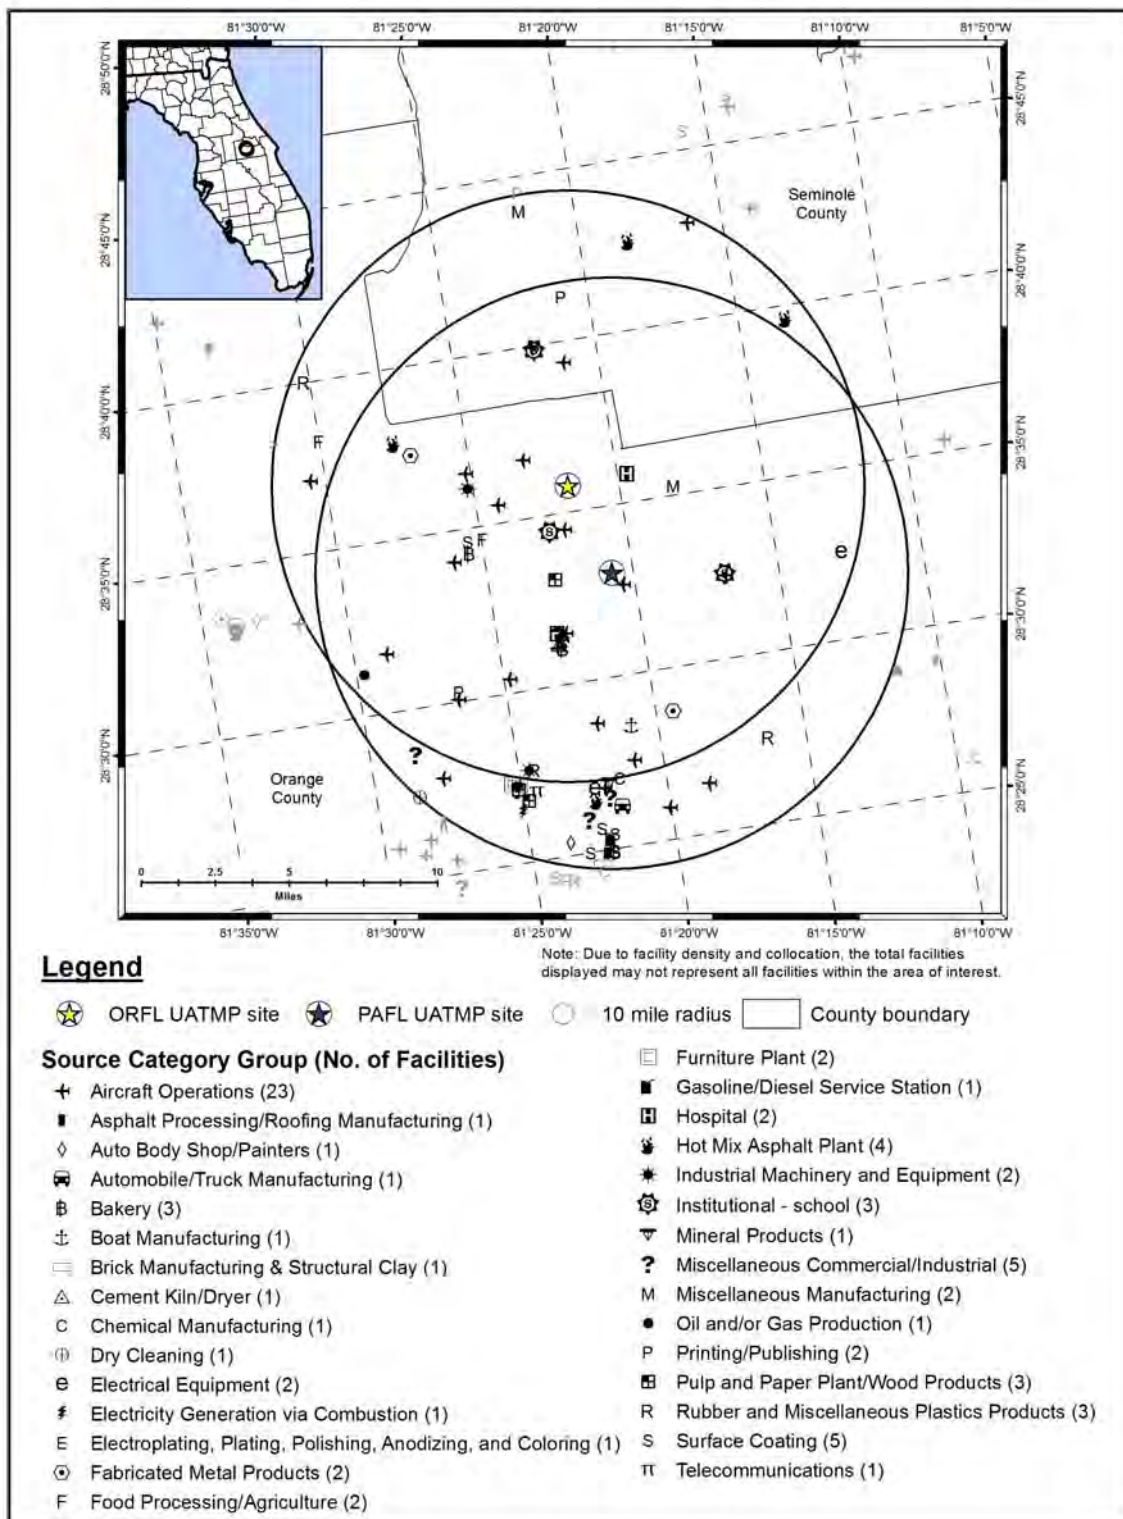 81°30'0"W 81°25'0"W 81°20'0"W 81°15'0"W 81°10'0"W 81°5'0"W
28°50'0"N
28°45'0"N
28°40'0"N
28°35'0"N
28°30'0"N
28°45'0"N
28°40'0"N
28°35'0"N
28°30'0"N
28°25'0"N
Seminole
County
Orange
County
0 2.5 5 10
Miles
81°35'0"W 81°30'0"W 81°25'0"W 81°20'0"W 81°15'0"W 81°10'0"W
Note: Due to facility density and collocation, the total facilities
displayed may not represent all facilities within the area of interest.
Legend
ORFL UATMP site PAFL UATMP site 10 mile radius County boundary
Source Category Group (No. of Facilities)
Aircraft Operations (23)
Asphalt Processing/Roofing Manufacturing (1)
Auto Body Shop/Painters (1)
Automobile/Truck Manufacturing (1)
Bakery (3)
Boat Manufacturing (1)
Brick Manufacturing & Structural Clay (1)
Cement Kiln/Dryer (1)
C Chemical Manufacturing (1)
Dry Cleaning (1)
e Electrical Equipment (2)
Electricity Generation via Combustion (1)
E Electroplating, Plating, Polishing, Anodizing, and Coloring (1)
Fabricated Metal Products (2)
F Food Processing/Agriculture (2)
Furniture Plant (2)
Gasoline/Diesel Service Station (1)
H Hospital (2)
Hot Mix Asphalt Plant (4)
Industrial Machinery and Equipment (2)
S Institutional - school (3)
Mineral Products (1)
? Miscellaneous Commercial/Industrial (5)
M Miscellaneous Manufacturing (2)
Oil and/or Gas Production (1)
P Printing/Publishing (2)
Pulp and Paper Plant/Wood Products (3)
R Rubber and Miscellaneous Plastics Products (3)
S Surface Coating (5)
π Telecommunications (1)